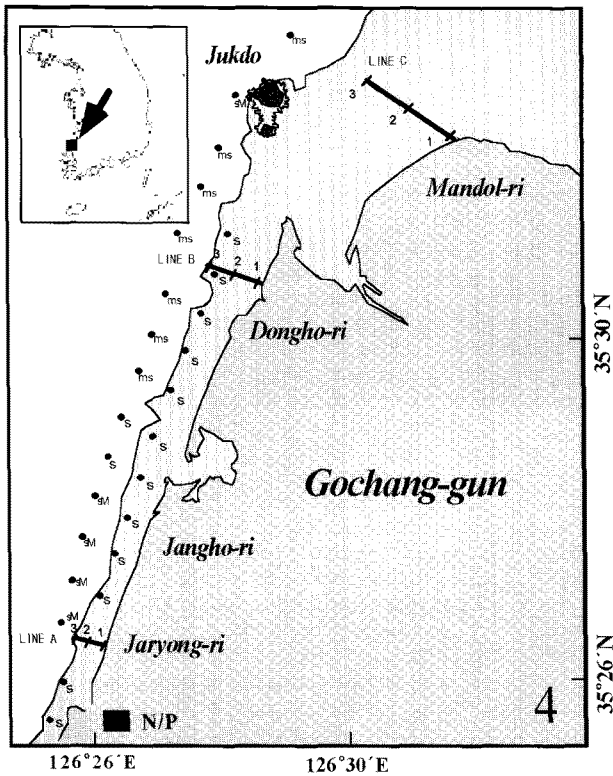 Jukdo
ms
LINE C
sM
3
2
1
ms
Mandol-ri
ms
ms
S
LINE B
3
2
1
S
ms
S
Dongho-ri
35°30´N
ms
S
ms
S
S
S
S
S
Gochang-gun
sM
S
sM
Jangho-ri
S
sM
S
sM
LINE A
3
2
1
Jaryong-ri
S
35°26´N
S
N/P
4
126°26´E
126°30´E